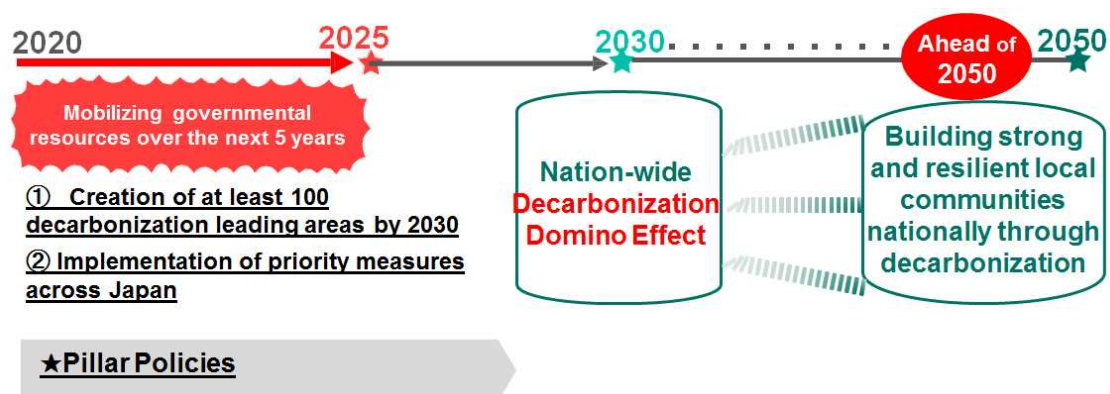 2020
2025
2030
Ahead of
2050
2050
Mobilizing governmental
resources over the next 5 years
① Creation of at least 100
decarbonization leading areas by 2030
② Implementation of priority measures
across Japan
Nation-wide
Decarbonization
Domino Effect
Building strong
and resilient local
communities
nationally through
decarbonization
★Pillar Policies